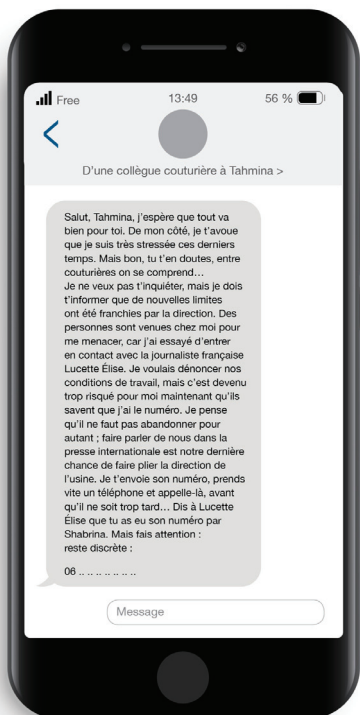 Free
13:49
56 %
D'une collègue couturière à Tahmina >
Salut, Tahmina, j'espère que tout va
bien pour toi. De mon côté, je t'avoue
que je suis très stressée ces derniers
temps. Mais bon, tu t'en doutes, entre
couturières on se comprend…
Je ne veux pas t'inquiéter, mais je dois
t'informer que de nouvelles limites
ont été franchies par la direction. Des
personnes sont venues chez moi pour
me menacer, car j'ai essayé d'entrer
en contact avec la journaliste française
Lucette Élise. Je voulais dénoncer nos
conditions de travail, mais c'est devenu
trop risqué pour moi maintenant qu'ils
savent que j'ai le numéro. Je pense
qu'il ne faut pas abandonner pour
autant ; faire parler de nous dans la
presse internationale est notre dernière
chance de faire plier la direction de
l'usine. Je t'envoie son numéro, prends
vite un téléphone et appelle-là, avant
qu'il ne soit trop tard… Dis à Lucette
Élise que tu as eu son numéro par
Shabrina. Mais fais attention :
reste discrète :
06 .. .. .. .. .. .. ..
Message